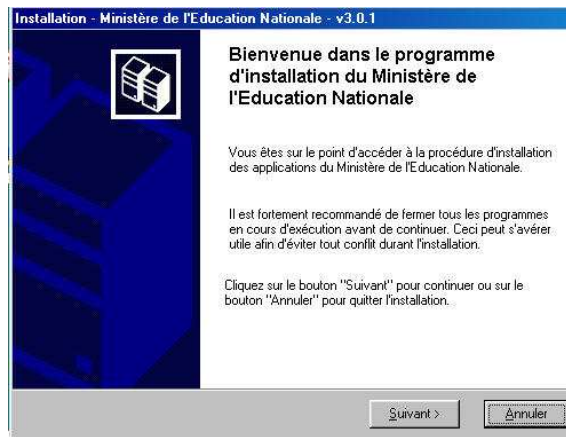 Installation - Ministère de l'Education Nationale - v3.0.1
Bienvenue dans le programme
d'installation du Ministère de
l'Education Nationale
Vous êtes sur le point d'accéder à la procédure d'installation
des applications du Ministère de l'Education Nationale.
Il est fortement recommandé de fermer tous les programmes
en cours d'exécution avant de continuer. Ceci peut s'avérer
utile afin d'éviter tout conflit durant l'installation.
Cliquez sur le bouton "Suivant" pour continuer ou sur le
bouton "Annuler" pour quitter l'installation.
Suivant > Annuler